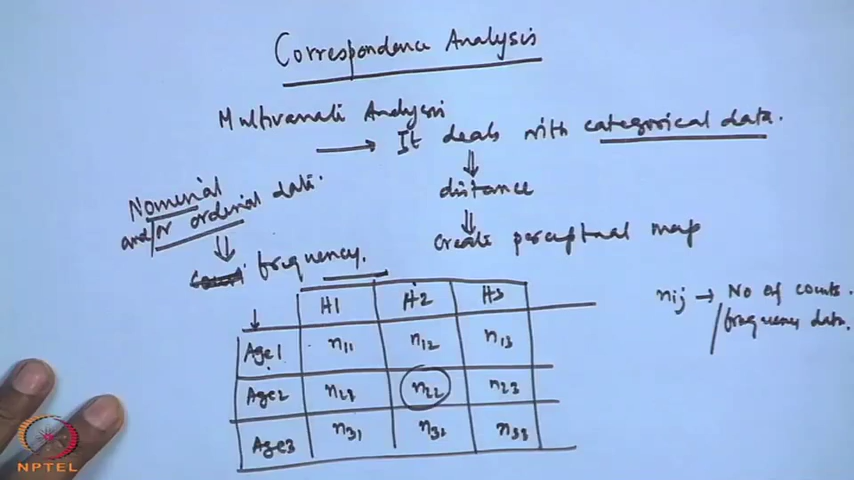 Correspondence Analysis
Multivariali Analysis
→ It deals with categorical data.
Nominal
and/or ordinal data.
⇓ distance
⇓ frequency.
⇓ create perceptual map
H1 H2 H3
Age1 n11 n12 n13
Age2 n21 n22 n23
Age3 n31 n32 n33
nij → No of counts.
/frequency data.
NPTEL